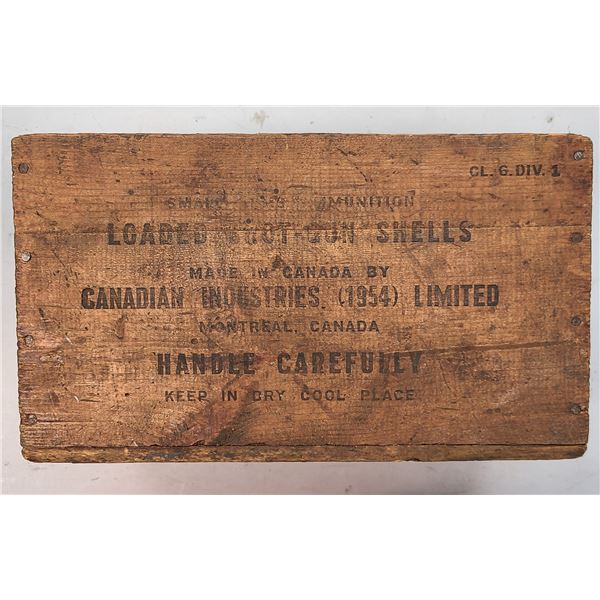 CL. 6. DIV. 1
SMALL ARMS AMMUNITION
LOADED SHOT-GUN SHELLS
MADE IN CANADA BY
CANADIAN INDUSTRIES (1954) LIMITED
MONTREAL, CANADA
HANDLE CAREFULLY
KEEP IN DRY COOL PLACE